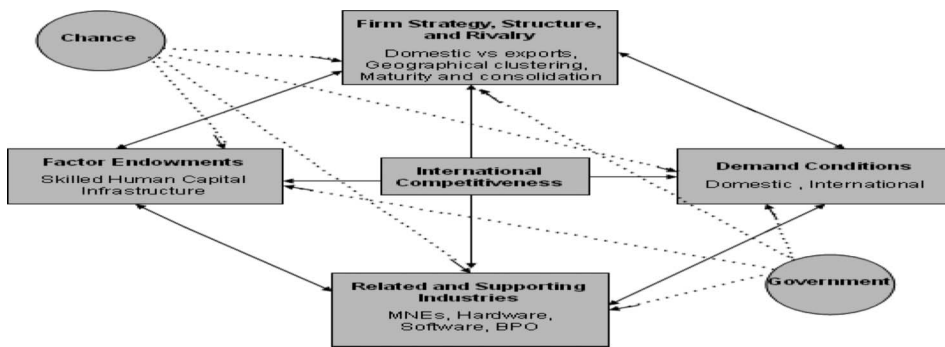 Chance
Firm Strategy, Structure,
and Rivalry
Domestic vs exports,
Geographical clustering,
Maturity and consolidation
Factor Endowments
Skilled Human Capital
Infrastructure
International
Competitiveness
Demand Conditions
Domestic , International
Related and Supporting
Industries
MNEs, Hardware,
Software, BPO
Government